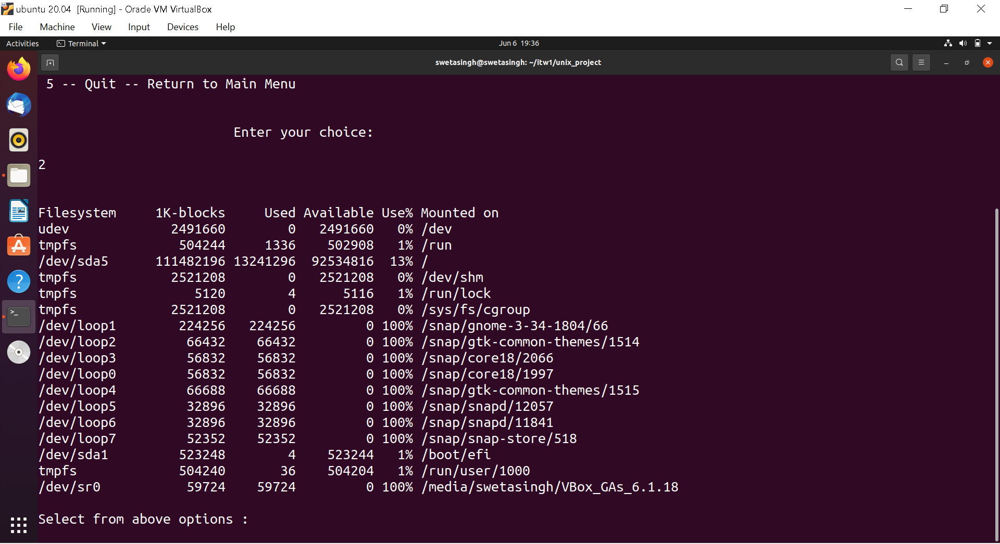 ubuntu 20.04 [Running] - Oracle VM VirtualBox
File Machine View Input Devices Help
Activities Terminal Jun 6 19:36
swetasingh@swetasingh: ~/itw1/unix_project
5 -- Quit -- Return to Main Menu
Enter your choice:
2
Filesystem 1K-blocks Used Available Use% Mounted on
udev 2491660 0 2491660 0% /dev
tmpfs 504244 1336 502908 1% /run
/dev/sda5 111482196 13241296 92534816 13% /
tmpfs 2521208 0 2521208 0% /dev/shm
tmpfs 5120 4 5116 1% /run/lock
tmpfs 2521208 0 2521208 0% /sys/fs/cgroup
/dev/loop1 224256 224256 0 100% /snap/gnome-3-34-1804/66
/dev/loop2 66432 66432 0 100% /snap/gtk-common-themes/1514
/dev/loop3 56832 56832 0 100% /snap/core18/2066
/dev/loop0 56832 56832 0 100% /snap/core18/1997
/dev/loop4 66688 66688 0 100% /snap/gtk-common-themes/1515
/dev/loop5 32896 32896 0 100% /snap/snapd/12057
/dev/loop6 32896 32896 0 100% /snap/snapd/11841
/dev/loop7 52352 52352 0 100% /snap/snap-store/518
/dev/sda1 523248 4 523244 1% /boot/efi
tmpfs 504240 36 504204 1% /run/user/1000
/dev/sr0 59724 59724 0 100% /media/swetasingh/VBox_GAs_6.1.18
Select from above options :